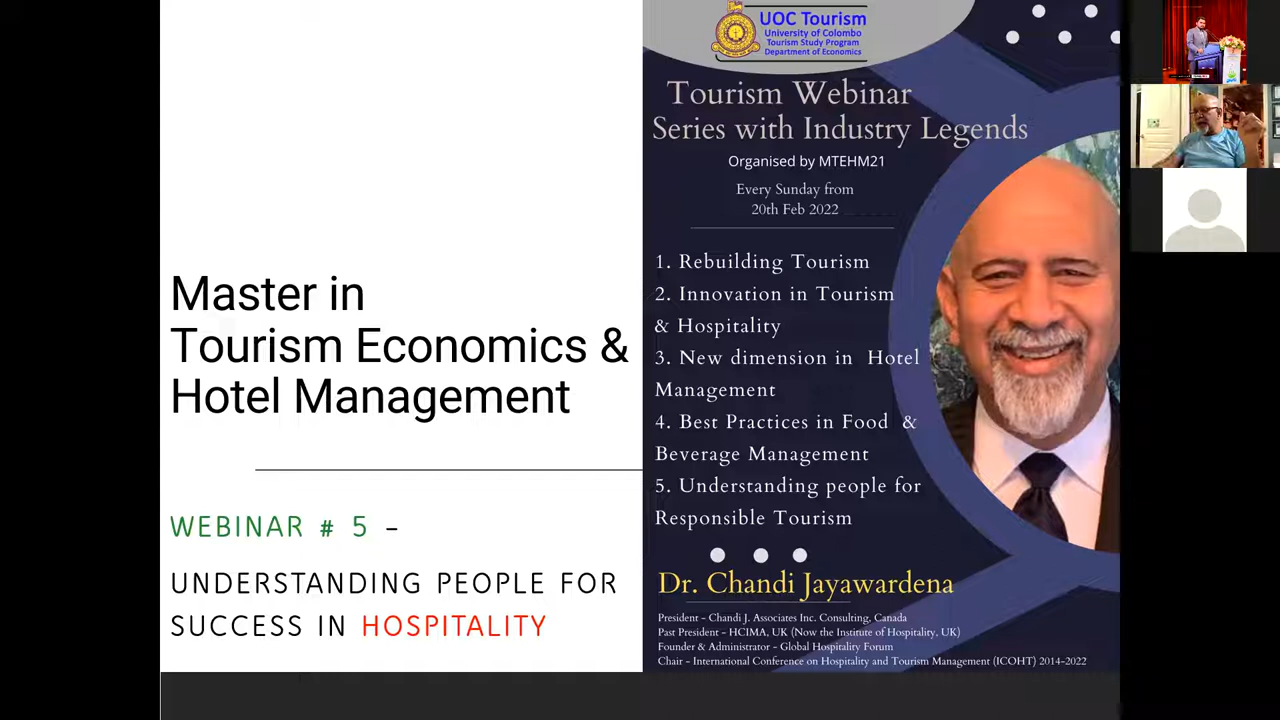 Master in
Tourism Economics &
Hotel Management
WEBINAR # 5 –
UNDERSTANDING PEOPLE FOR
SUCCESS IN HOSPITALITY
UOC Tourism
University of Colombo
Tourism Study Program
Department of Economics
Tourism Webinar
Series with Industry Legends
Organised by MTEHM21
Every Sunday from
20th Feb 2022
1. Rebuilding Tourism
2. Innovation in Tourism
& Hospitality
3. New dimension in Hotel
Management
4. Best Practices in Food &
Beverage Management
5. Understanding people for
Responsible Tourism
Dr. Chandi Jayawardena
President - Chandi J. Associates Inc. Consulting, Canada
Past President - HCIMA, UK (Now the Institute of Hospitality, UK)
Founder & Administrator - Global Hospitality Forum
Chair - International Conference on Hospitality and Tourism Management (ICOHT) 2014-2022